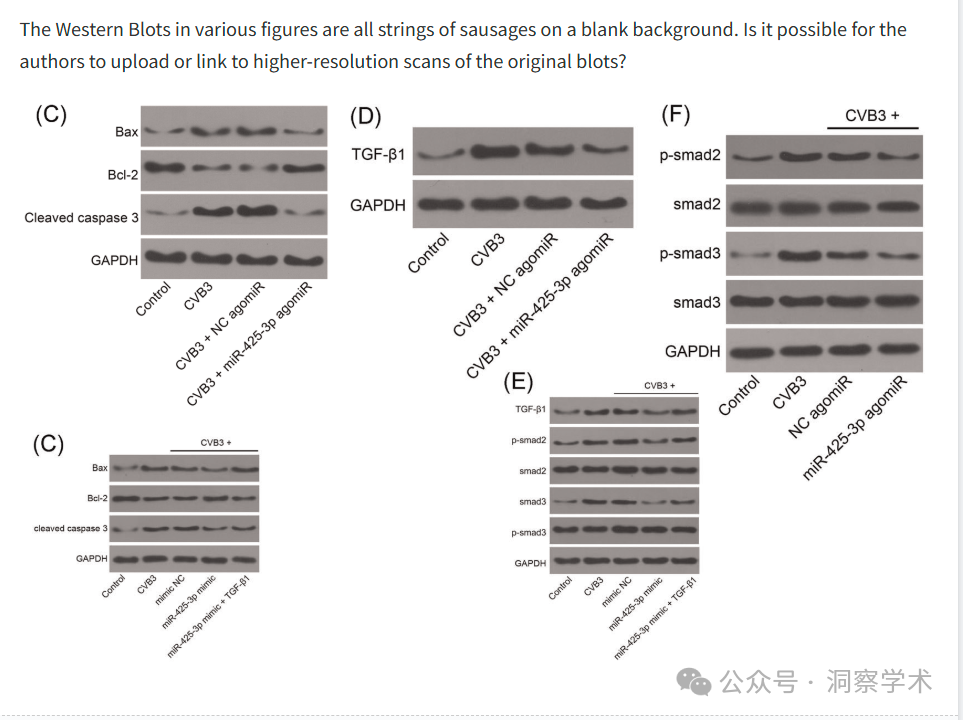 The Western Blots in various figures are all strings of sausages on a blank background. Is it possible for the
authors to upload or link to higher-resolution scans of the original blots?
(C)
Bax
Bcl-2
Cleaved caspase 3
GAPDH
Control
CVB3
CVB3 + NC agomiR
CVB3 + miR-425-3p agomiR
(D)
TGF-β1
GAPDH
Control
CVB3
CVB3 + NC agomiR
CVB3 + miR-425-3p agomiR
(F)
CVB3 +
p-smad2
smad2
p-smad3
smad3
GAPDH
Control
CVB3
NC agomiR
miR-425-3p agomiR
(C)
CVB3 +
Bax
Bcl-2
cleaved caspase 3
GAPDH
Control
CVB3
mimic NC
miR-425-3p mimic
miR-425-3p mimic + TGF-β1
(E)
CVB3 +
TGF-β1
p-smad2
smad2
smad3
p-smad3
GAPDH
Control
CVB3
mimic NC
miR-425-3p mimic
miR-425-3p mimic + TGF-β1
公众号 · 洞察学术